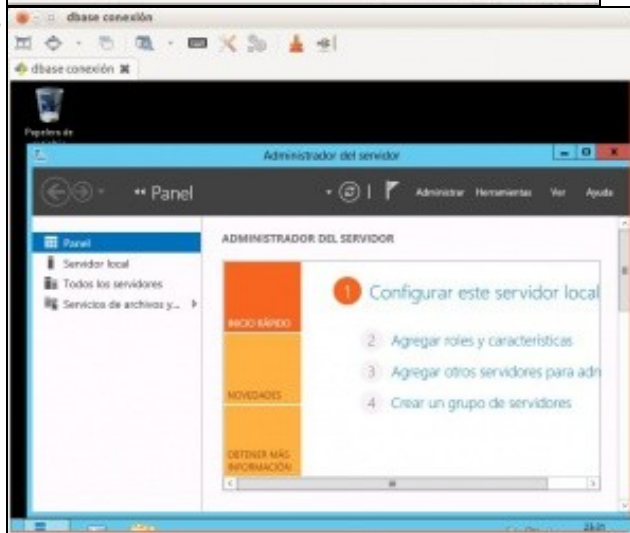 dbase conexión
dbase conexión
Papelera de
Administrador del servidor
Panel
Administrar Herramientas Ver Ayuda
Panel
Servidor local
Todos los servidores
Servicios de archivos y...
ADMINISTRADOR DEL SERVIDOR
INICIO RÁPIDO
NOVEDADES
OBTENER MÁS
INFORMACIÓN
1 Configurar este servidor local
2 Agregar roles y características
3 Agregar otros servidores para adm
4 Crear un grupo de servidores